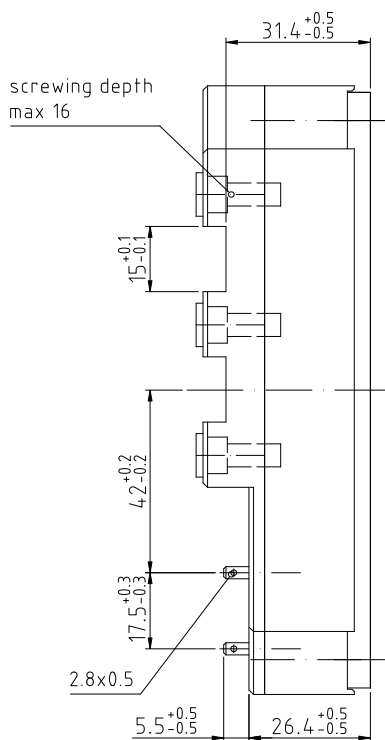 31.4 +0.5 -0.5
screwing depth
max 16
15 +0.1 -0.1
42 +0.2 -0.2
17.5 +0.3 -0.3
2.8x0.5
5.5 +0.5 -0.5
26.4 +0.5 -0.5